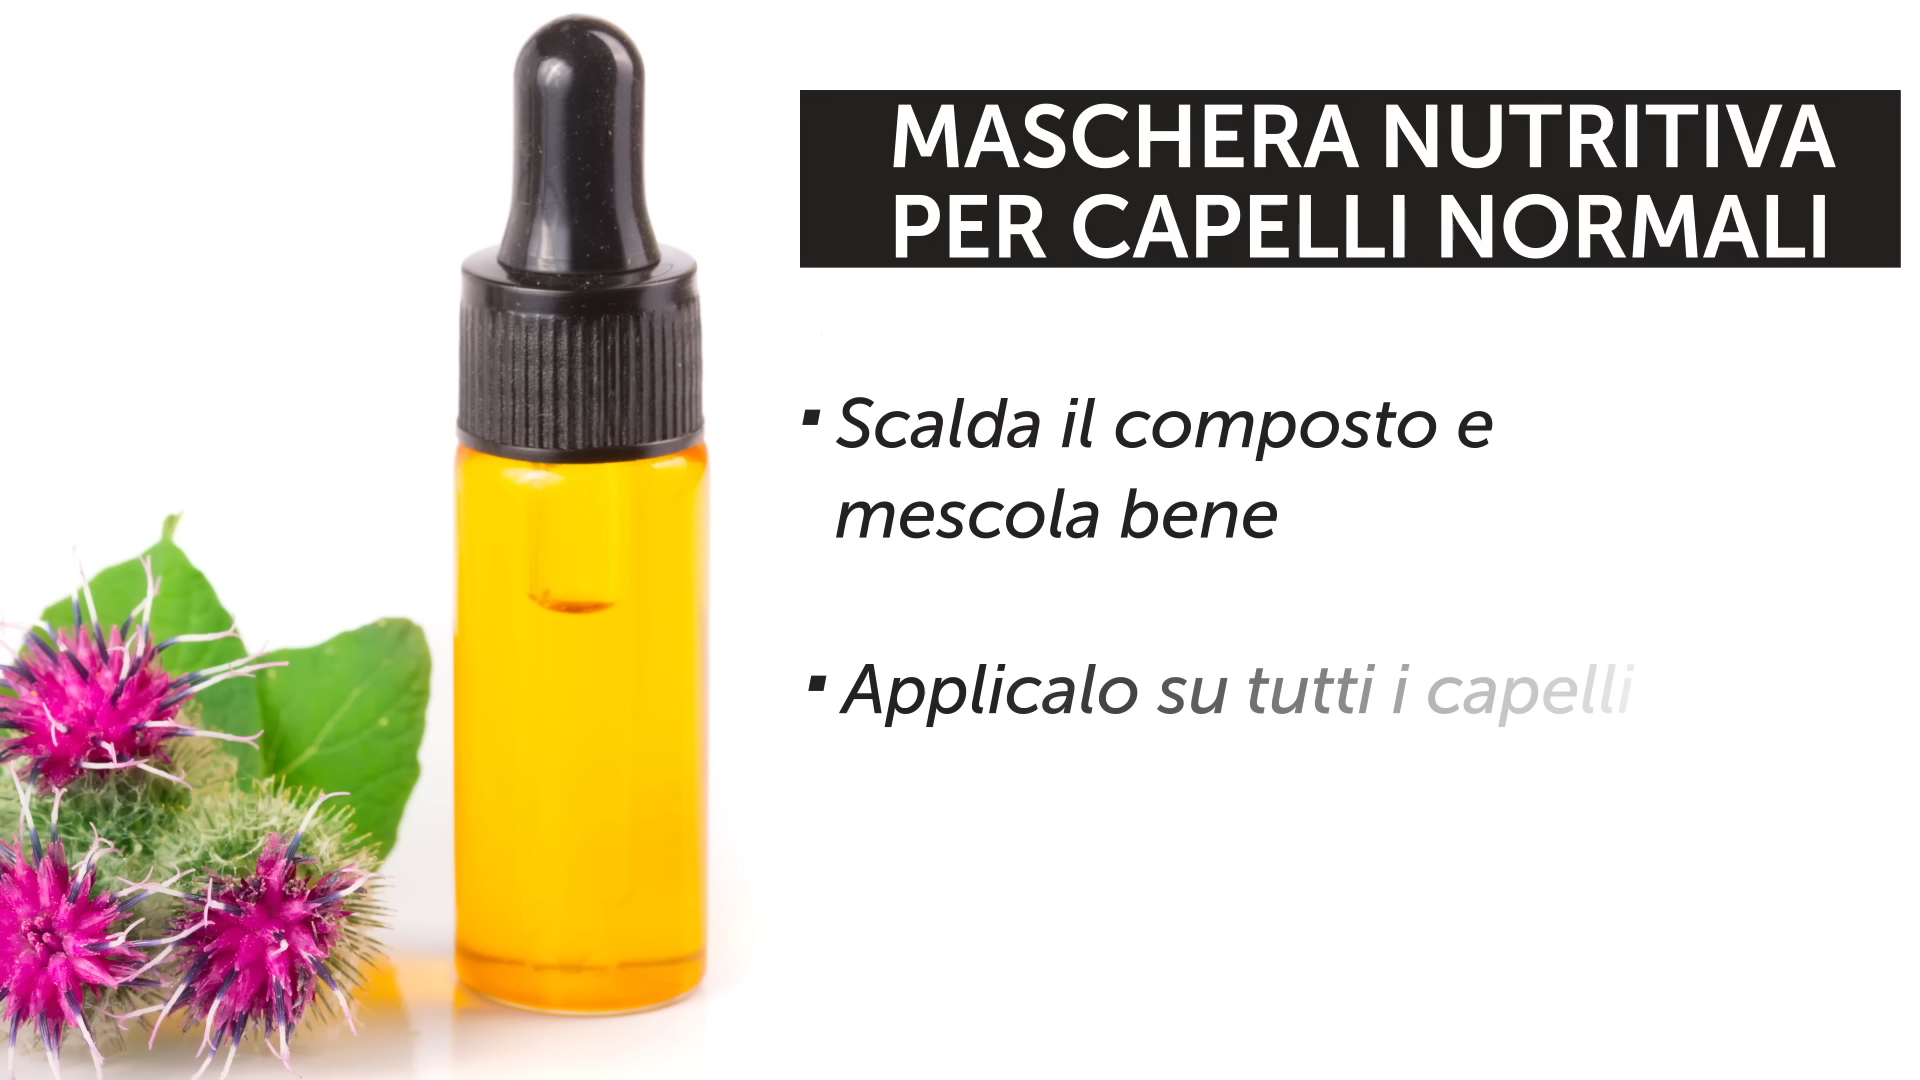 MASCHERA NUTRITIVA
PER CAPELLI NORMALI
▪ Scalda il composto e
mescola bene
▪ Applicalo su tutti i capelli